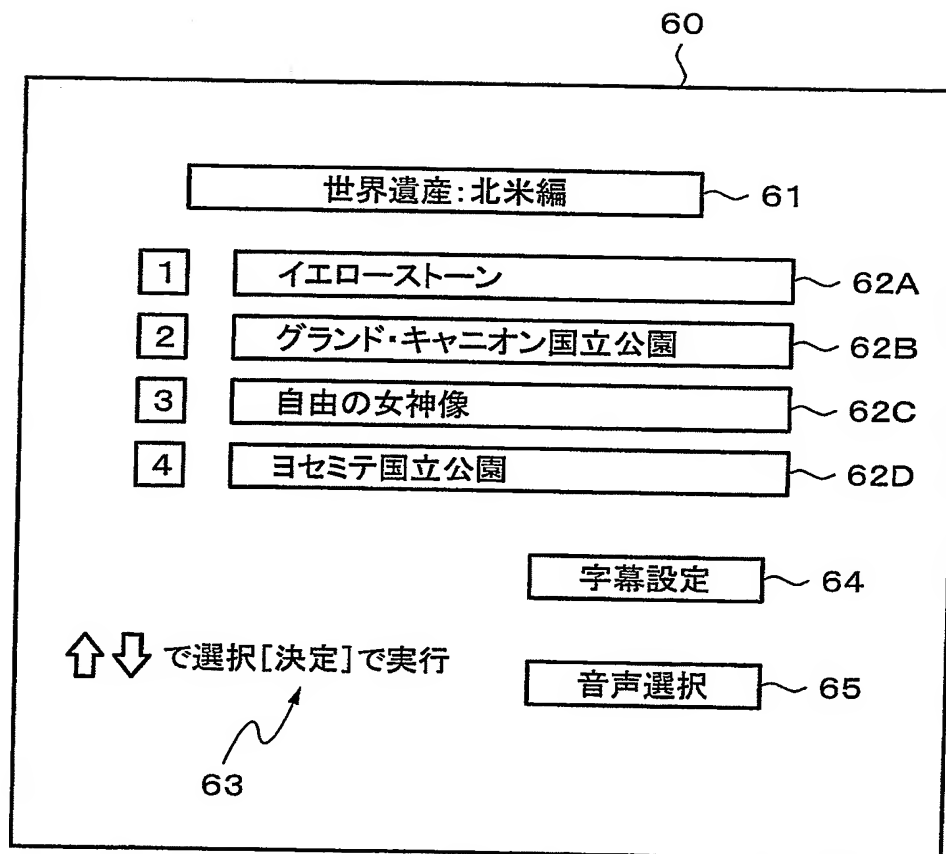 60
世界遺産:北米編 61
1 イエローストーン 62A
2 グランド・キャニオン国立公園 62B
3 自由の女神像 62C
4 ヨセミテ国立公園 62D
字幕設定 64
⇧⇩で選択[決定]で実行
音声選択 65
63